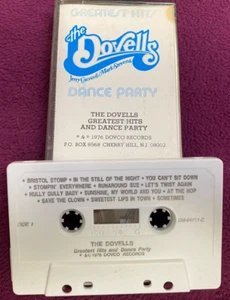 GREATEST HITS
the
Dovells
Jerry Gross & Mark Stevens
DANCE PARTY
THE DOVELLS
GREATEST HITS
AND DANCE PARTY
© ℗ 1976 DOVCO RECORDS
P.O. BOX CHERRY HILL, N.J.
• BRISTOL STOMP • IN THE STILL OF THE NIGHT • YOU CAN'T SIT DOWN
• STOMPIN' EVERYWHERE • RUNAROUND SUE • LET'S TWIST AGAIN
• HULLY GULLY BABY • SUNSHINE, MY WORLD AND YOU • AT THE HOP
• SAVE THE CLOWN • SWEETEST LIPS IN TOWN • SOMETIMES
SIDE 1
THE DOVELLS
Greatest Hits and Dance Party
DOVCO RECORDS